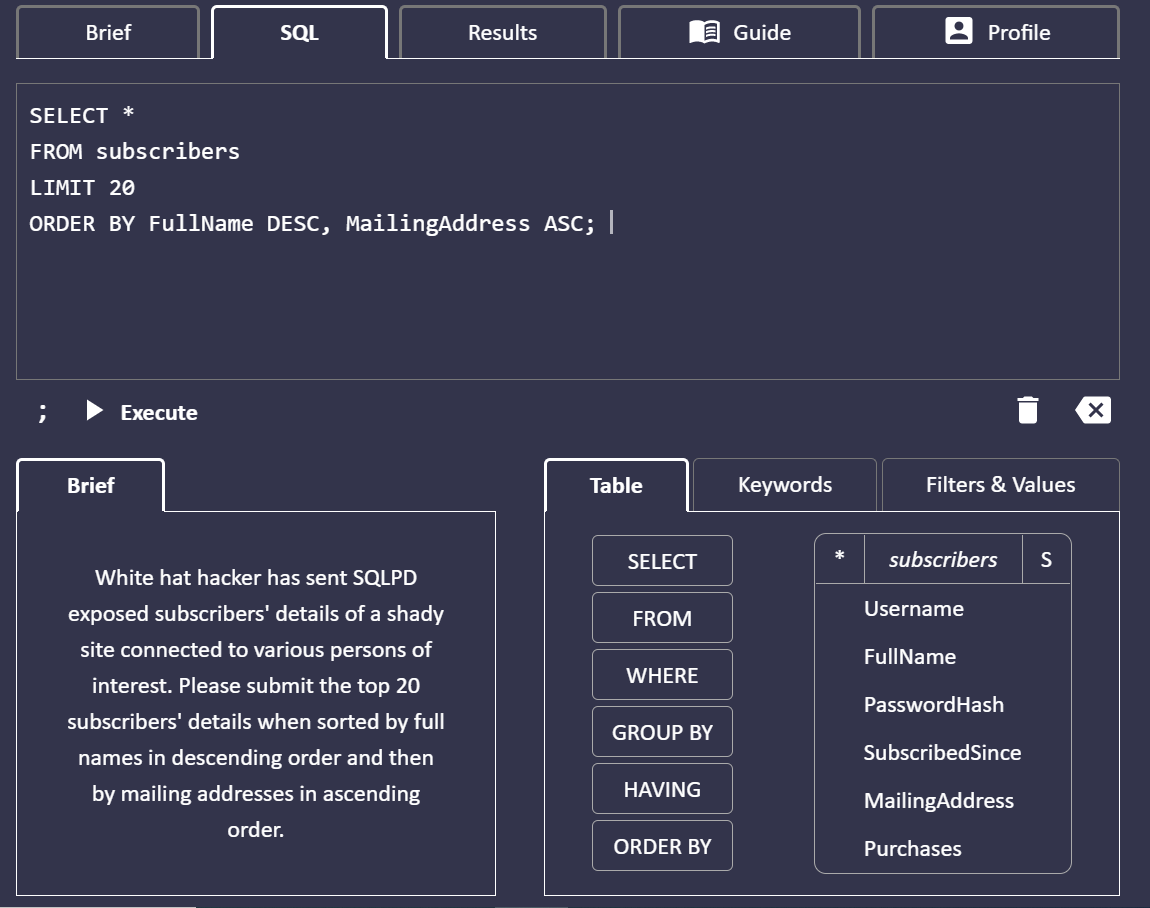 Brief SQL Results Guide Profile
SELECT *
FROM subscribers
LIMIT 20
ORDER BY FullName DESC, MailingAddress ASC;
; Execute
Brief
White hat hacker has sent SQLPD
exposed subscribers' details of a shady
site connected to various persons of
interest. Please submit the top 20
subscribers' details when sorted by full
names in descending order and then
by mailing addresses in ascending
order.
Table Keywords Filters & Values
SELECT
FROM
WHERE
GROUP BY
HAVING
ORDER BY
* subscribers S
Username
FullName
PasswordHash
SubscribedSince
MailingAddress
Purchases